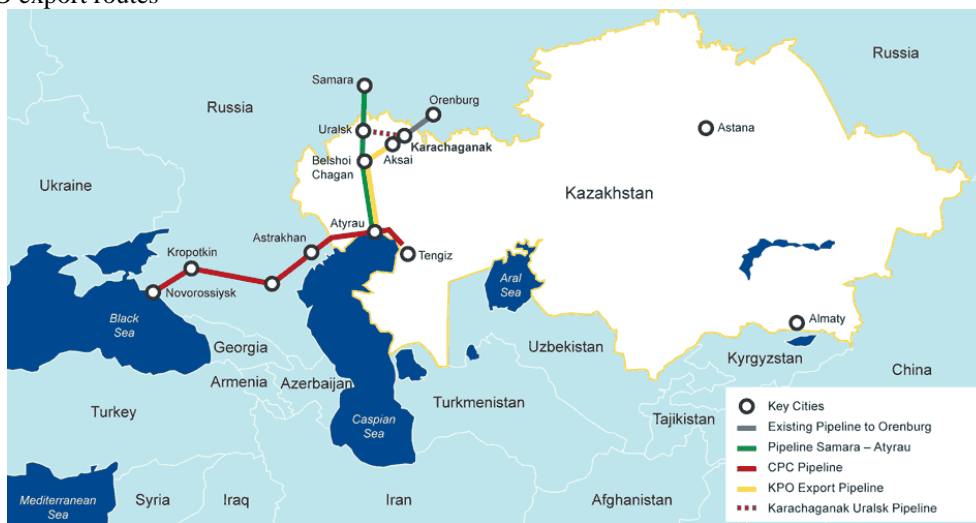 export routes
Samara
Russia
Orenburg
Russia
Uralsk
Karachaganak
Astana
Aksai
Belshoi
Chagan
Ukraine
Kazakhstan
Atyrau
Astrakhan
Kropotkin
Tengiz
Novorossiysk
Aral
Sea
Black
Sea
Almaty
Georgia
Uzbekistan
Kyrgyzstan
China
Armenia
Azerbaijan
Turkmenistan
Turkey
Tajikistan
Caspian
Sea
Mediterranean
Sea
Syria
Iraq
Iran
Afghanistan
Key Cities
Existing Pipeline to Orenburg
Pipeline Samara – Atyrau
CPC Pipeline
KPO Export Pipeline
Karachaganak Uralsk Pipeline